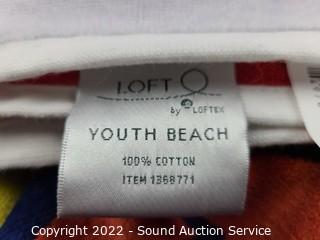 LOFT
by LOFTEX
YOUTH BEACH
100% COTTON
ITEM 1368771
Copyright 2022 - Sound Auction Service